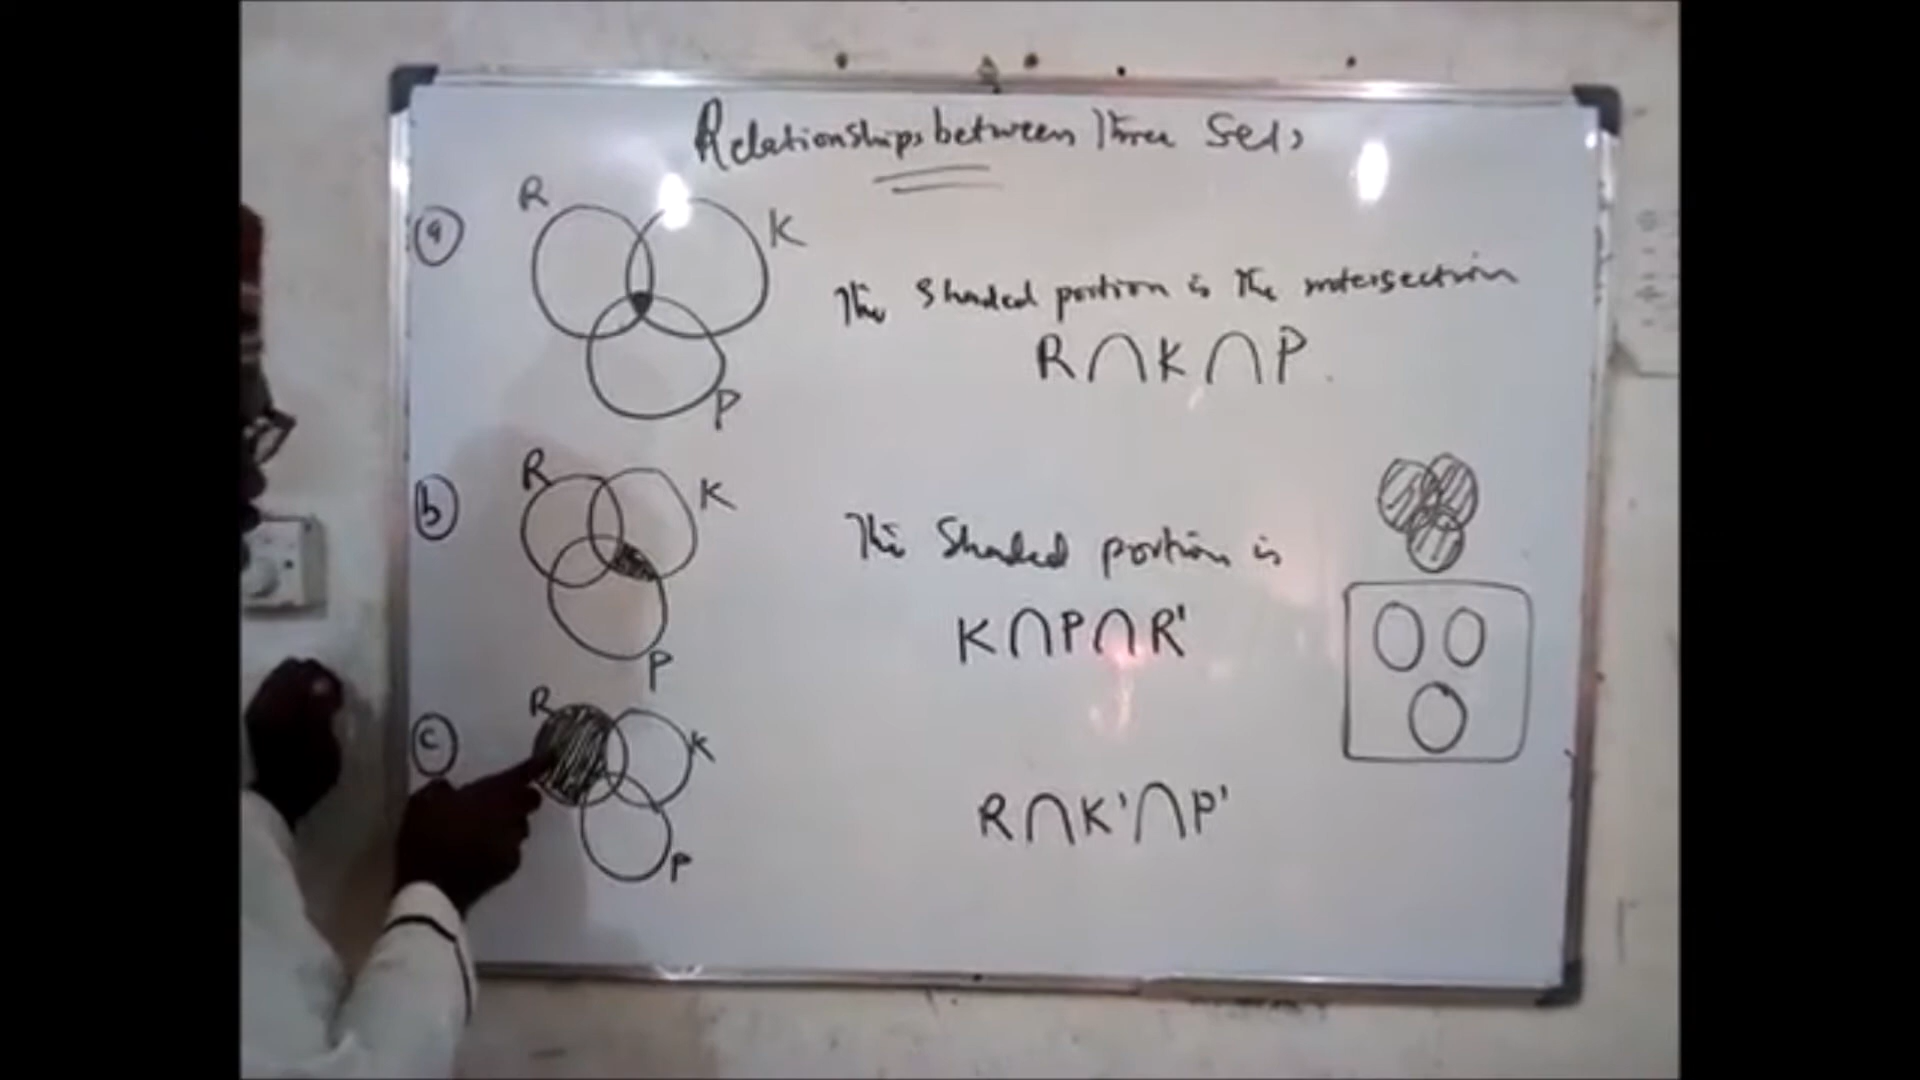 Relationships between Three Sets
(a)
R
K
P
The Shaded portion is the intersection
R ∩ K ∩ P.
(b)
R
K
P
The Shaded portion is
K ∩ P ∩ R'
(c)
R
K
P
R ∩ K' ∩ P'